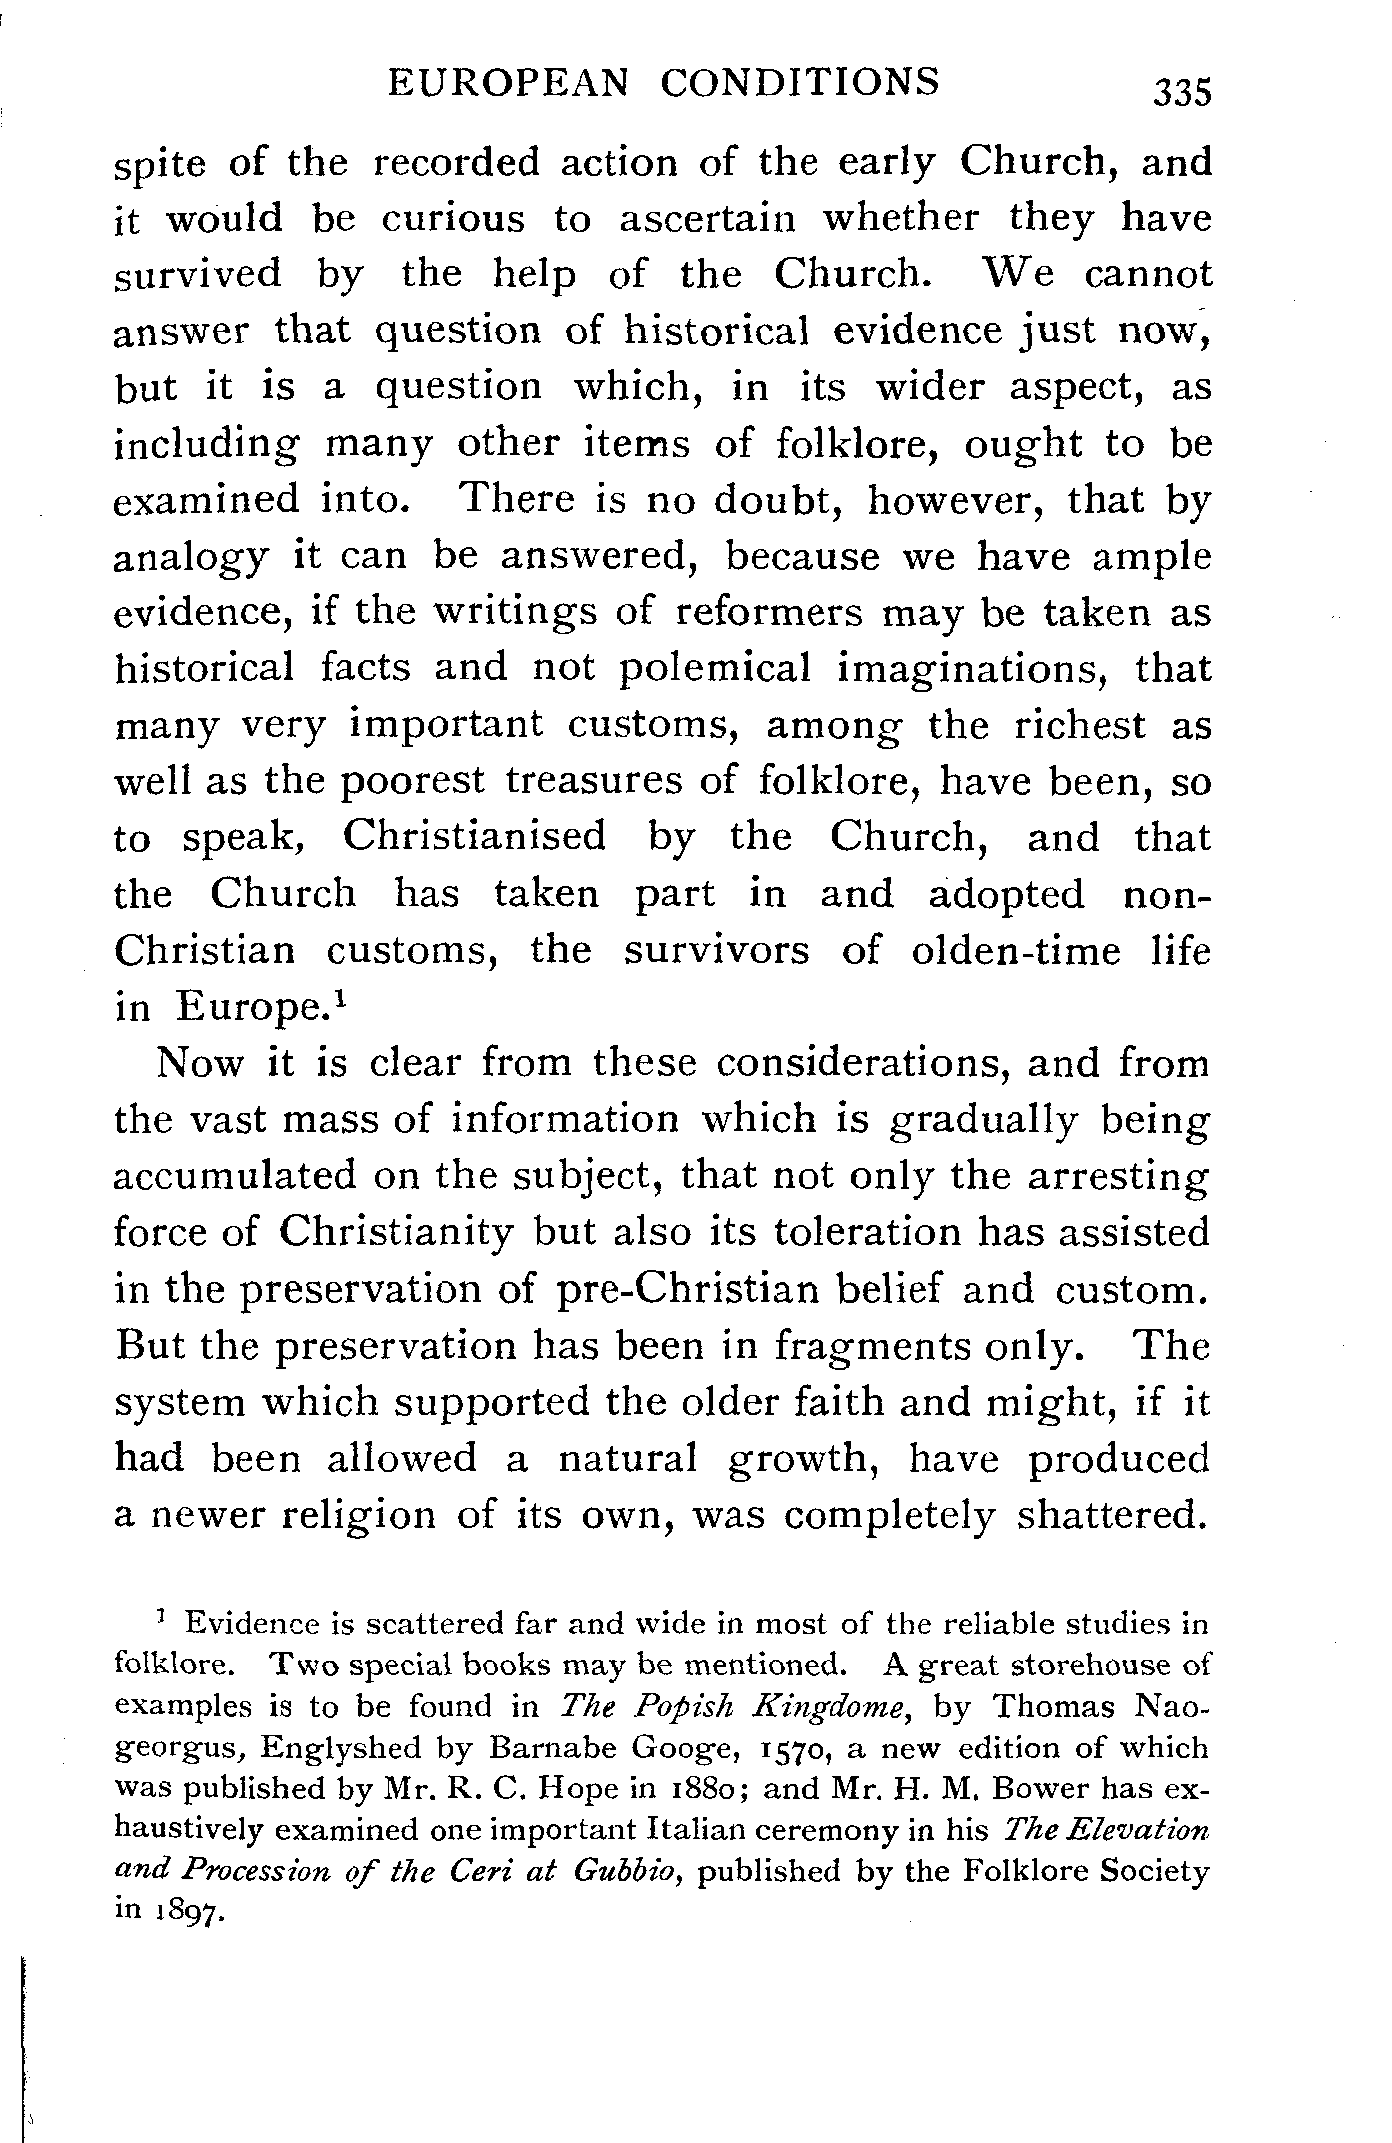 EUROPEAN CONDITIONS 335
spite of the recorded action of the early Church, and
it would be curious to ascertain whether they have
survived by the help of the Church. We cannot
answer that question of historical evidence just now,
but it is a question which, in its wider aspect, as
including many other items of folklore, ought to be
examined into. There is no doubt, however, that by
analogy it can be answered, because we have ample
evidence, if the writings of reformers may be taken as
historical facts and not polemical imaginations, that
many very important customs, among the richest as
well as the poorest treasures of folklore, have been, so
to speak, Christianised by the Church, and that
the Church has taken part in and adopted non-
Christian customs, the survivors of olden-time life
in Europe.¹
Now it is clear from these considerations, and from
the vast mass of information which is gradually being
accumulated on the subject, that not only the arresting
force of Christianity but also its toleration has assisted
in the preservation of pre-Christian belief and custom.
But the preservation has been in fragments only. The
system which supported the older faith and might, if it
had been allowed a natural growth, have produced
a newer religion of its own, was completely shattered.
¹ Evidence is scattered far and wide in most of the reliable studies in
folklore. Two special books may be mentioned. A great storehouse of
examples is to be found in The Popish Kingdome, by Thomas Nao-
georgus, Englyshed by Barnabe Googe, 1570, a new edition of which
was published by Mr. R. C. Hope in 1880; and Mr. H. M. Bower has ex-
haustively examined one important Italian ceremony in his The Elevation
and Procession of the Ceri at Gubbio, published by the Folklore Society
in 1897.